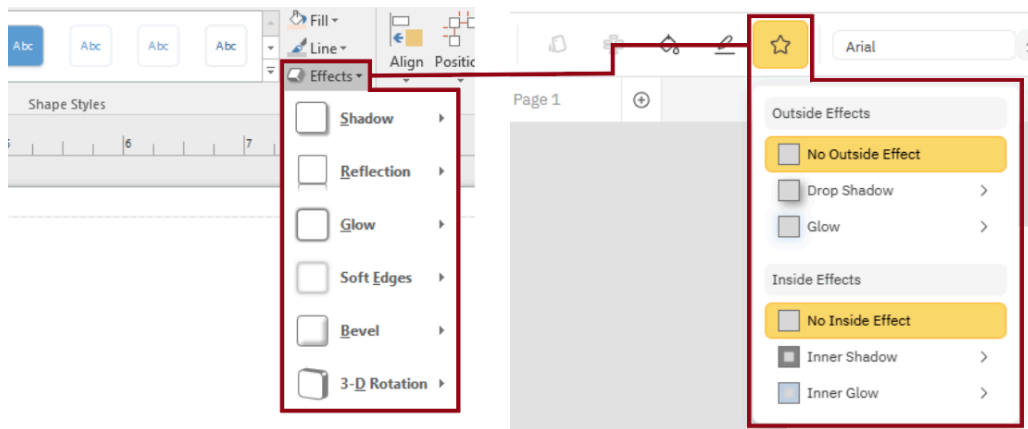 Abc
Abc
Abc
Abc
Fill
Line
Effects
Align
Shape Styles
6
7
Shadow
Reflection
Glow
Soft Edges
Bevel
3-D Rotation
Arial
Page 1
Outside Effects
No Outside Effect
Drop Shadow
Glow
Inside Effects
No Inside Effect
Inner Shadow
Inner Glow